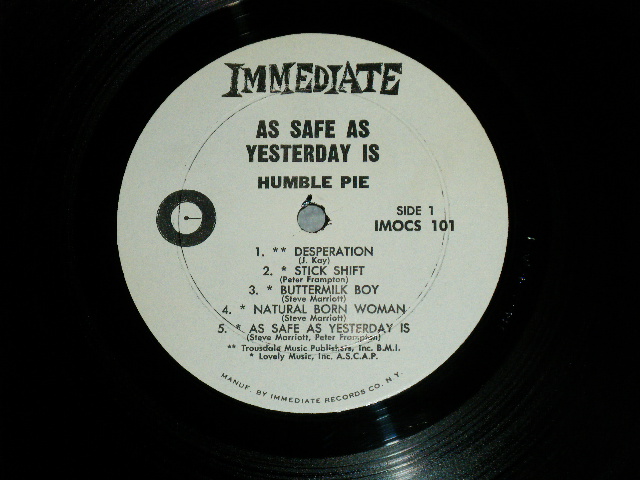 IMMEDIATE
AS SAFE AS
YESTERDAY IS
HUMBLE PIE
SIDE 1
IMOCS 101
1. ** DESPERATION
(J. Kay)
2. * STICK SHIFT
(Peter Frampton)
3. * BUTTERMILK BOY
(Steve Marriott)
4. * NATURAL BORN WOMAN
(Steve Marriott)
5. * AS SAFE AS YESTERDAY IS
(Steve Marriott, Peter Frampton)
** Trousdale Music Publishers, Inc. B.M.I.
* Lovely Music, Inc. A.S.C.A.P.
MANUF. BY IMMEDIATE RECORDS CO. N.Y.